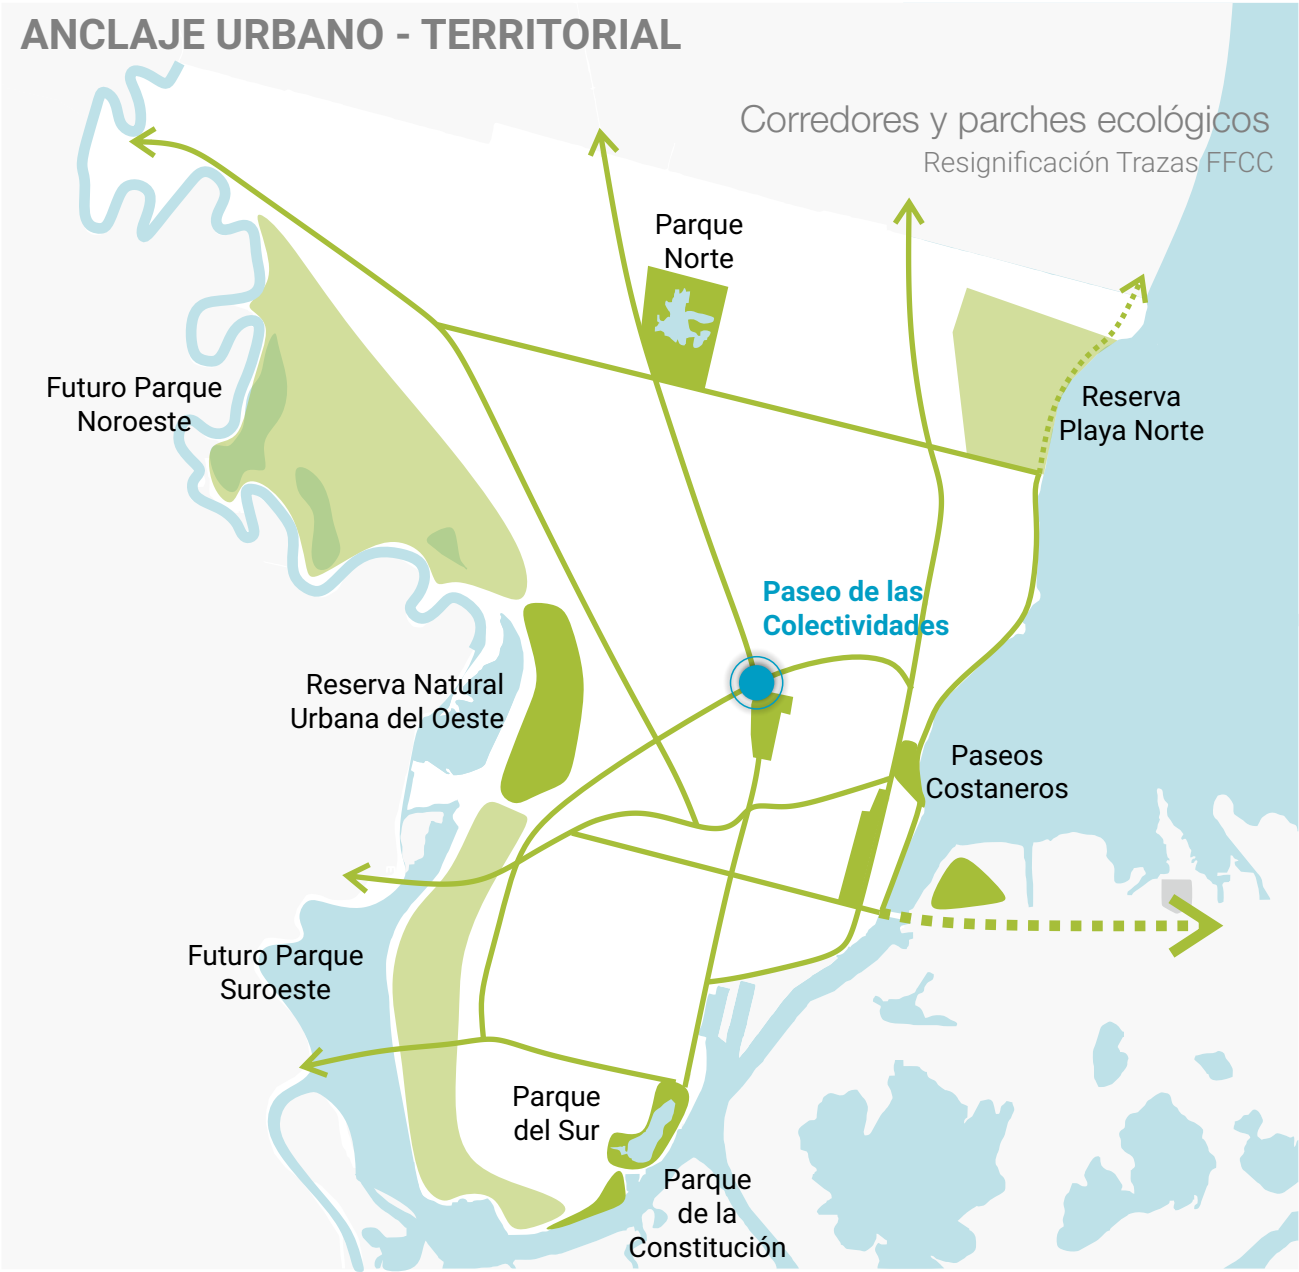 ANCLAJE URBANO - TERRITORIAL
Corredores y parches ecológicos
Resignificación Trazas FFCC
Parque
Norte
Futuro Parque
Noroeste
Reserva
Playa Norte
Paseo de las
Colectividades
Reserva Natural
Urbana del Oeste
Paseos
Costaneros
Futuro Parque
Suroeste
Parque
del Sur
Parque
de la
Constitución